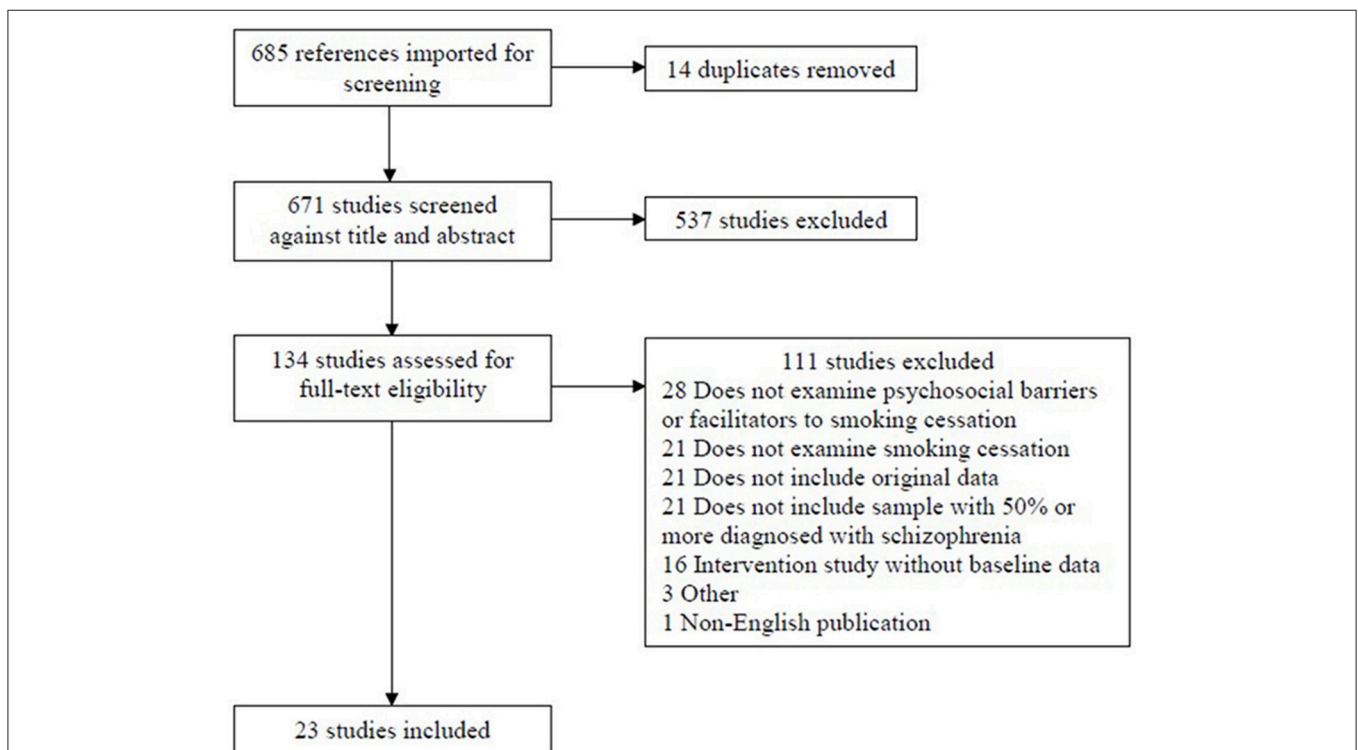 685 references imported for
screening
14 duplicates removed
671 studies screened
against title and abstract
537 studies excluded
134 studies assessed for
full-text eligibility
111 studies excluded
28 Does not examine psychosocial barriers
or facilitators to smoking cessation
21 Does not examine smoking cessation
21 Does not include original data
21 Does not include sample with 50% or
more diagnosed with schizophrenia
16 Intervention study without baseline data
3 Other
1 Non-English publication
23 studies included